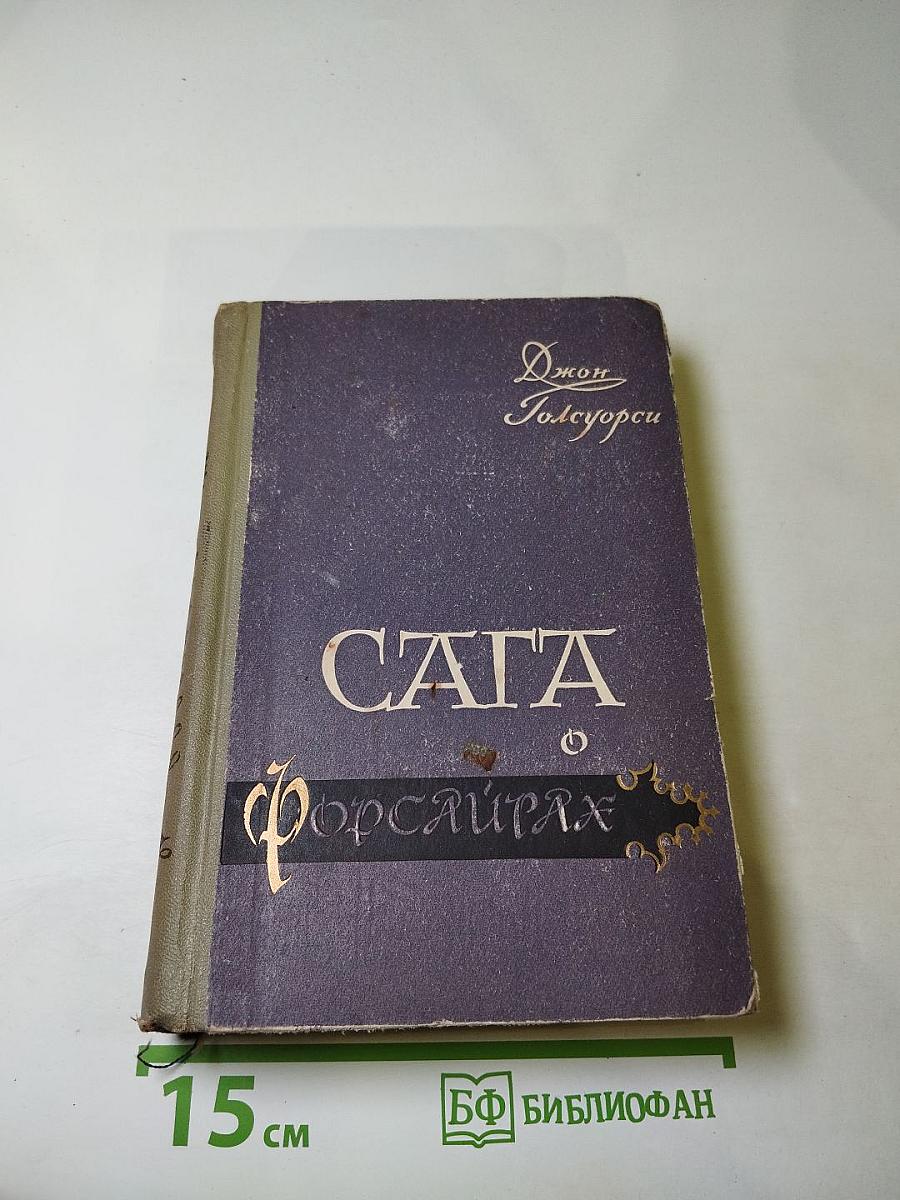 Джон
Голсуорси
САГА
о
Форсайтах
15 см
БФ БИБЛИОФАН